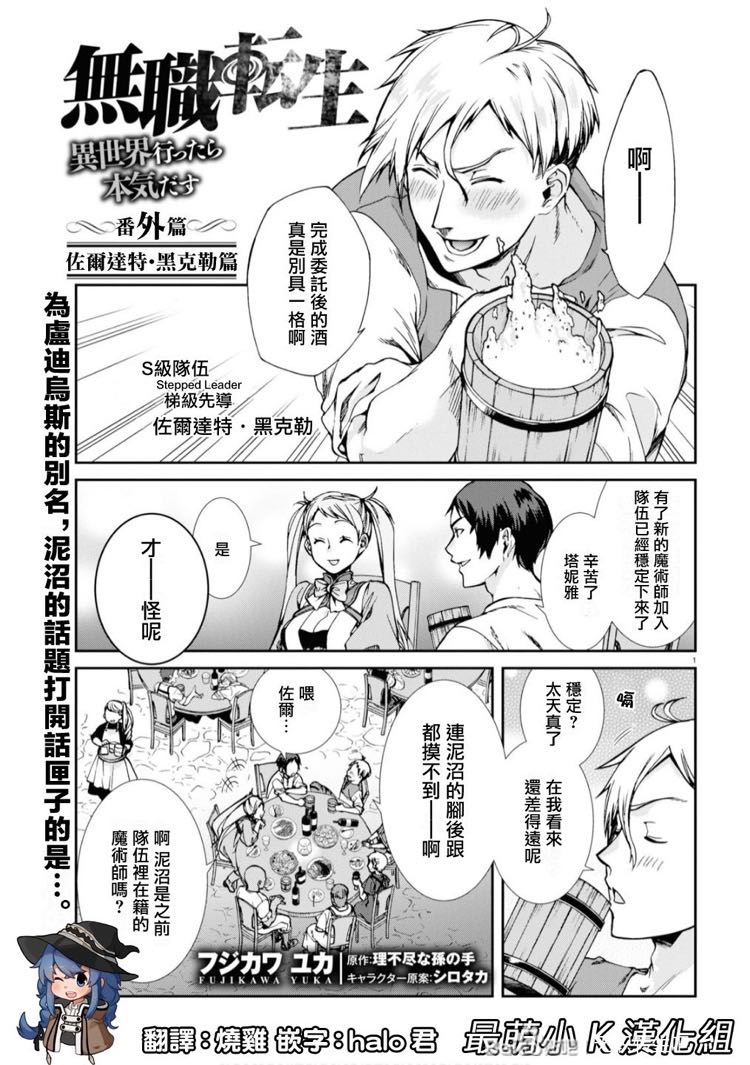 無職転生
異世界行ったら
本気だす
番外篇
佐爾達特・黑克勒篇
啊——
完成委託後的酒
真是別具一格啊
S級隊伍
Stepped Leader
梯級先導
佐爾達特・黑克勒
為盧迪烏斯的別名，泥沼的話題打開話匣子的是…。
有了新的魔術師加入
隊伍已經穩定下來了
辛苦了
塔妮雅
是
才——怪呢
1
嗝
穩定？
太天真了
在我看來
還差得遠呢
連泥沼的腳後跟
都摸不到——啊
喂
佐爾…
啊 泥沼是之前
隊伍裡在籍的
魔術師嗎？
フジカワ ユカ
FUJIKAWA YUKA
原作：理不尽な孫の手
キャラクター原案：シロタカ
翻譯：燒雞 嵌字：halo君
最萌小K漢化組